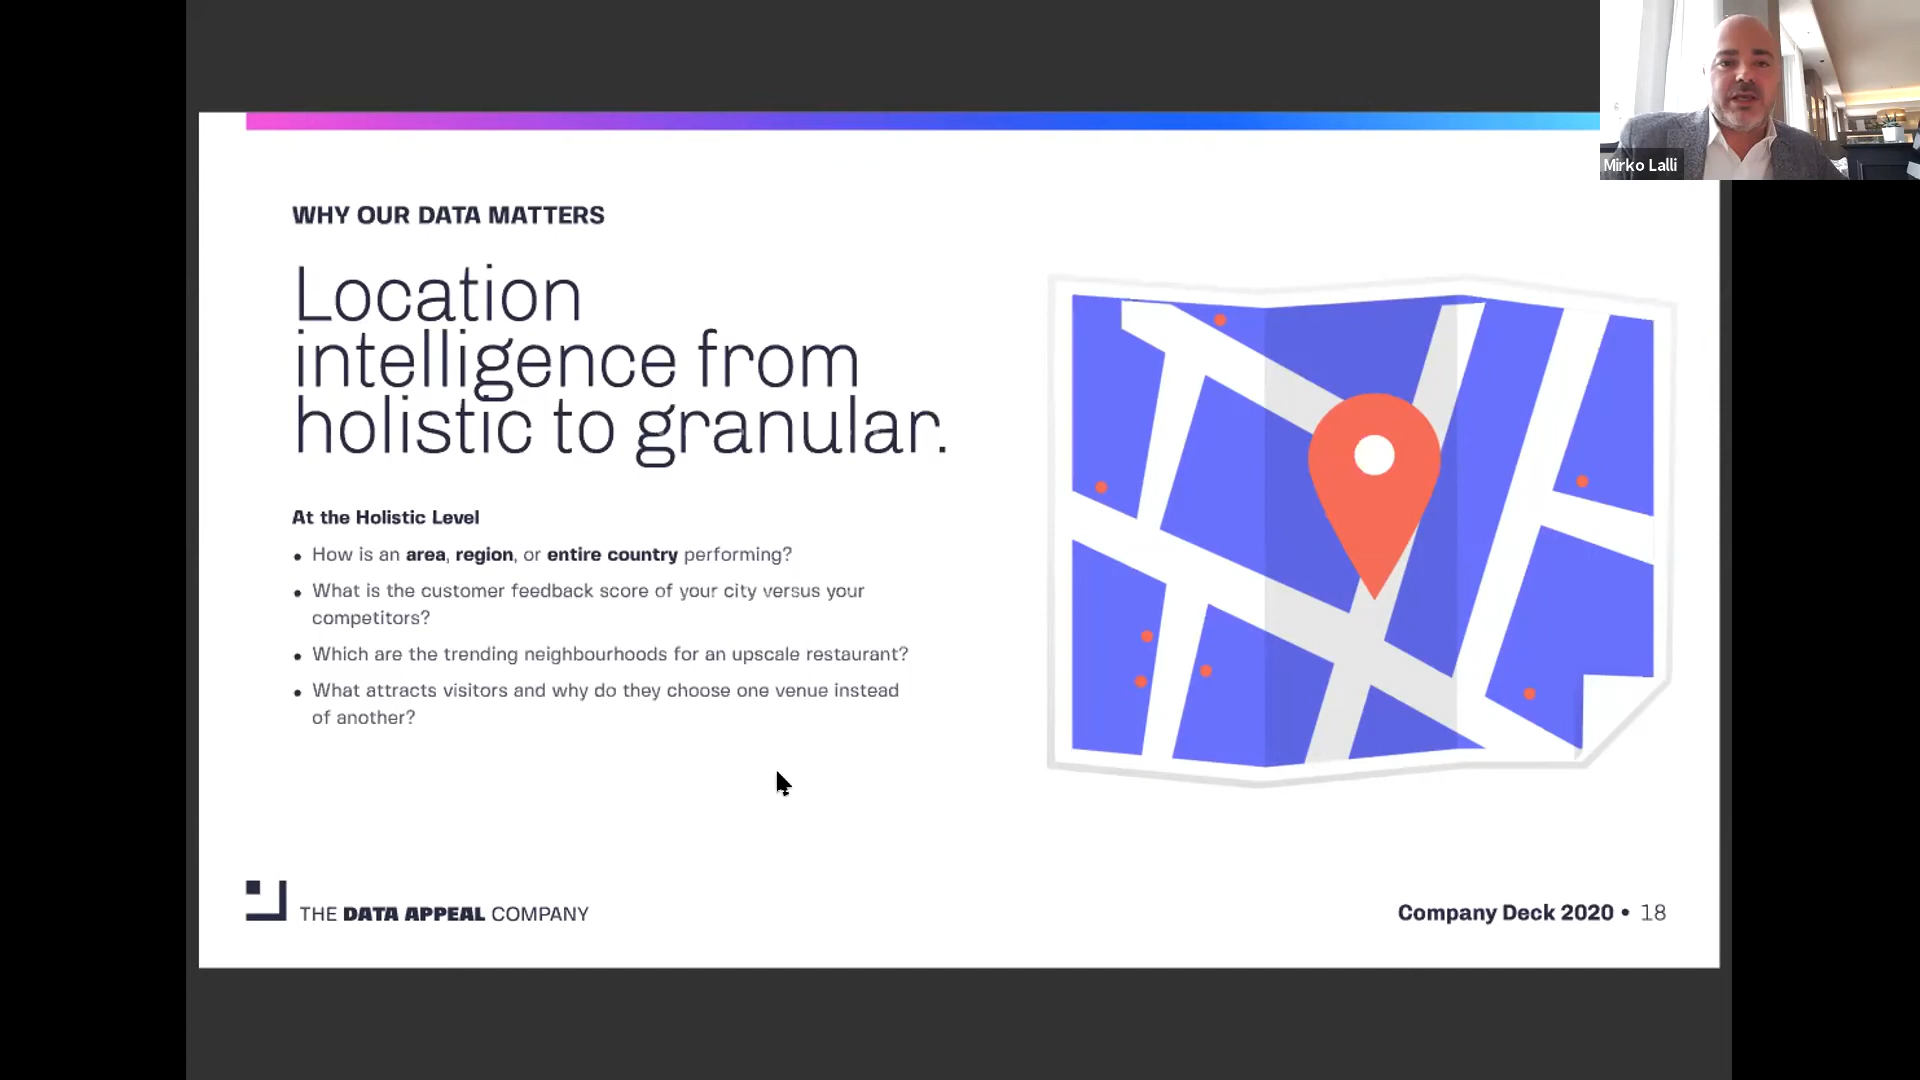 Mirko Lalli
WHY OUR DATA MATTERS
Location
intelligence from
holistic to granular.
At the Holistic Level
• How is an area, region, or entire country performing?
• What is the customer feedback score of your city versus your
competitors?
• Which are the trending neighbourhoods for an upscale restaurant?
• What attracts visitors and why do they choose one venue instead
of another?
THE DATA APPEAL COMPANY
Company Deck 2020 • 18